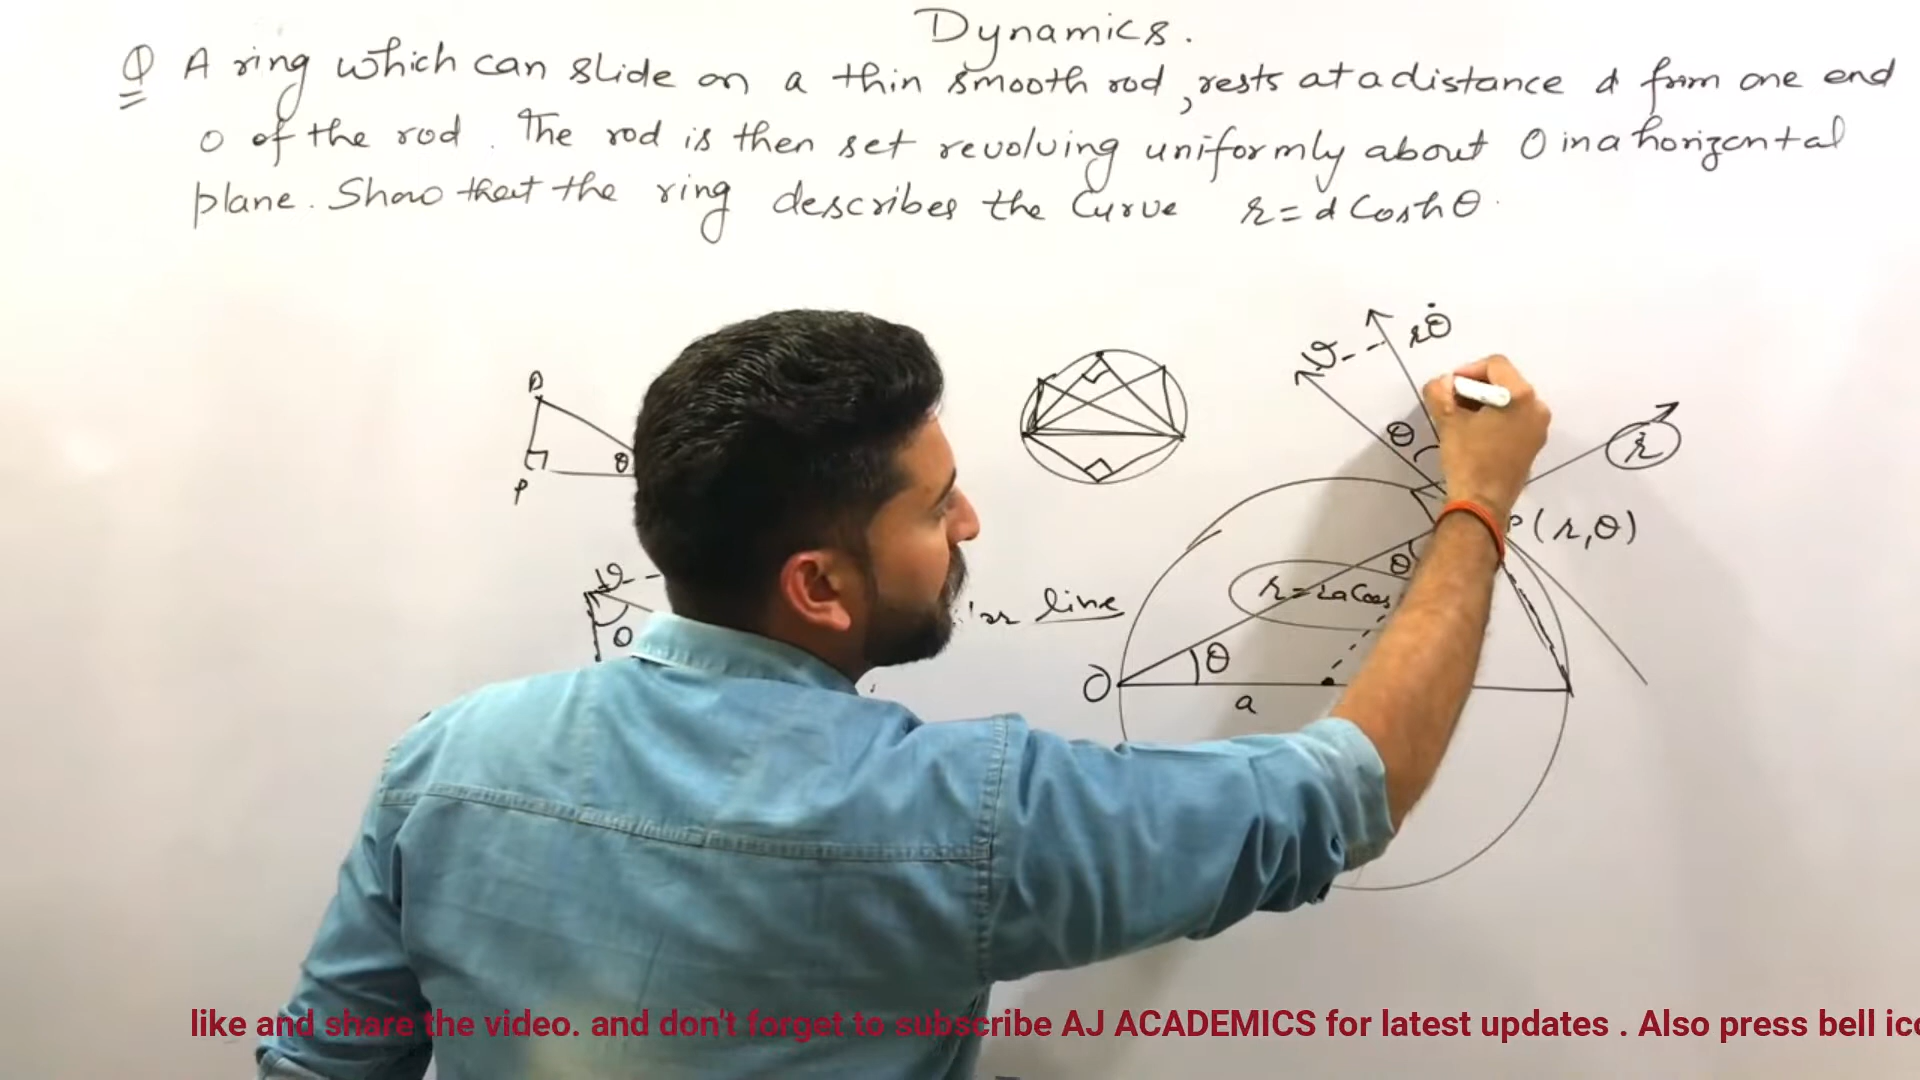 Dynamics.
Q A ring which can slide on a thin smooth rod, rests at a distance d from one end
O of the rod. The rod is then set revolving uniformly about O in a horizontal
plane. Show that the ring describes the Curve r = d Cosh θ.
A
θ
P
v
θ
line
v
rθ̇
θ
ṙ
P(r,θ)
θ
r=2a Cos
O
θ
a
like and share the video. and don't forget to subscribe AJ ACADEMICS for latest updates . Also press bell